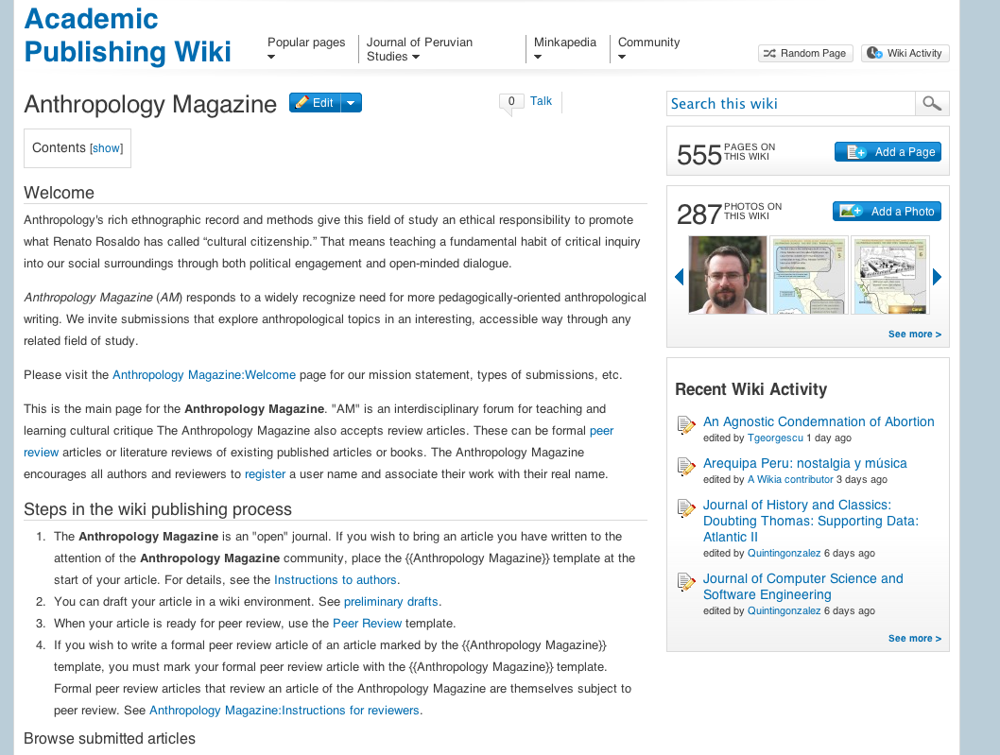 Academic
Publishing Wiki
Popular pages
Journal of Peruvian
Studies
Minkapedia
Community
Random Page
Wiki Activity
Anthropology Magazine
Edit
0
Talk
Search this wiki
Contents [show]
555 PAGES ON
THIS WIKI
Add a Page
Welcome
Anthropology's rich ethnographic record and methods give this field of study an ethical responsibility to promote
what Renato Rosaldo has called “cultural citizenship.” That means teaching a fundamental habit of critical inquiry
into our social surroundings through both political engagement and open-minded dialogue.
Anthropology Magazine (AM) responds to a widely recognize need for more pedagogically-oriented anthropological
writing. We invite submissions that explore anthropological topics in an interesting, accessible way through any
related field of study.
Please visit the Anthropology Magazine:Welcome page for our mission statement, types of submissions, etc.
This is the main page for the Anthropology Magazine. "AM" is an interdisciplinary forum for teaching and
learning cultural critique The Anthropology Magazine also accepts review articles. These can be formal peer
review articles or literature reviews of existing published articles or books. The Anthropology Magazine
encourages all authors and reviewers to register a user name and associate their work with their real name.
Steps in the wiki publishing process
1. The Anthropology Magazine is an "open" journal. If you wish to bring an article you have written to the
attention of the Anthropology Magazine community, place the {{Anthropology Magazine}} template at the
start of your article. For details, see the Instructions to authors.
2. You can draft your article in a wiki environment. See preliminary drafts.
3. When your article is ready for peer review, use the Peer Review template.
4. If you wish to write a formal peer review article of an article marked by the {{Anthropology Magazine}}
template, you must mark your formal peer review article with the {{Anthropology Magazine}} template.
Formal peer review articles that review an article of the Anthropology Magazine are themselves subject to
peer review. See Anthropology Magazine:Instructions for reviewers.
Browse submitted articles
287 PHOTOS ON
THIS WIKI
Add a Photo
See more >
Recent Wiki Activity
An Agnostic Condemnation of Abortion
edited by Tgeorgescu 1 day ago
Arequipa Peru: nostalgia y música
edited by A Wikia contributor 3 days ago
Journal of History and Classics:
Doubting Thomas: Supporting Data:
Atlantic II
edited by Quintingonzalez 6 days ago
Journal of Computer Science and
Software Engineering
edited by Quintingonzalez 6 days ago
See more >